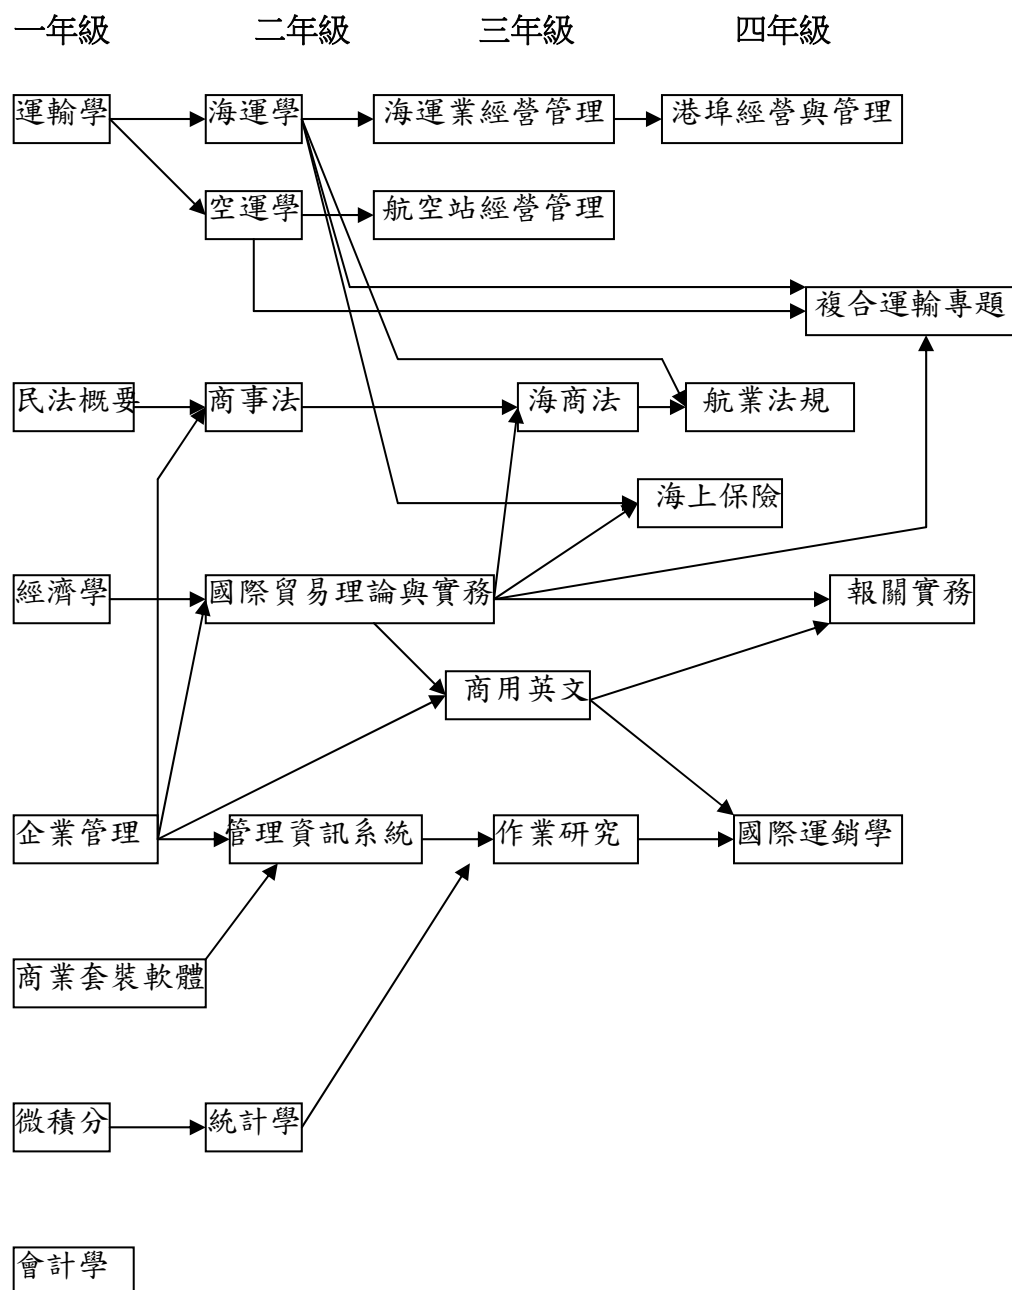 一年級 二年級 三年級 四年級
運輸學 海運學 海運業經營管理 港埠經營與管理
空運學 航空站經營管理
複合運輸專題
民法概要 商事法 海商法 航業法規
海上保險
經濟學 國際貿易理論與實務 報關實務
商用英文
企業管理 管理資訊系統 作業研究 國際運銷學
商業套裝軟體
微積分 統計學
會計學